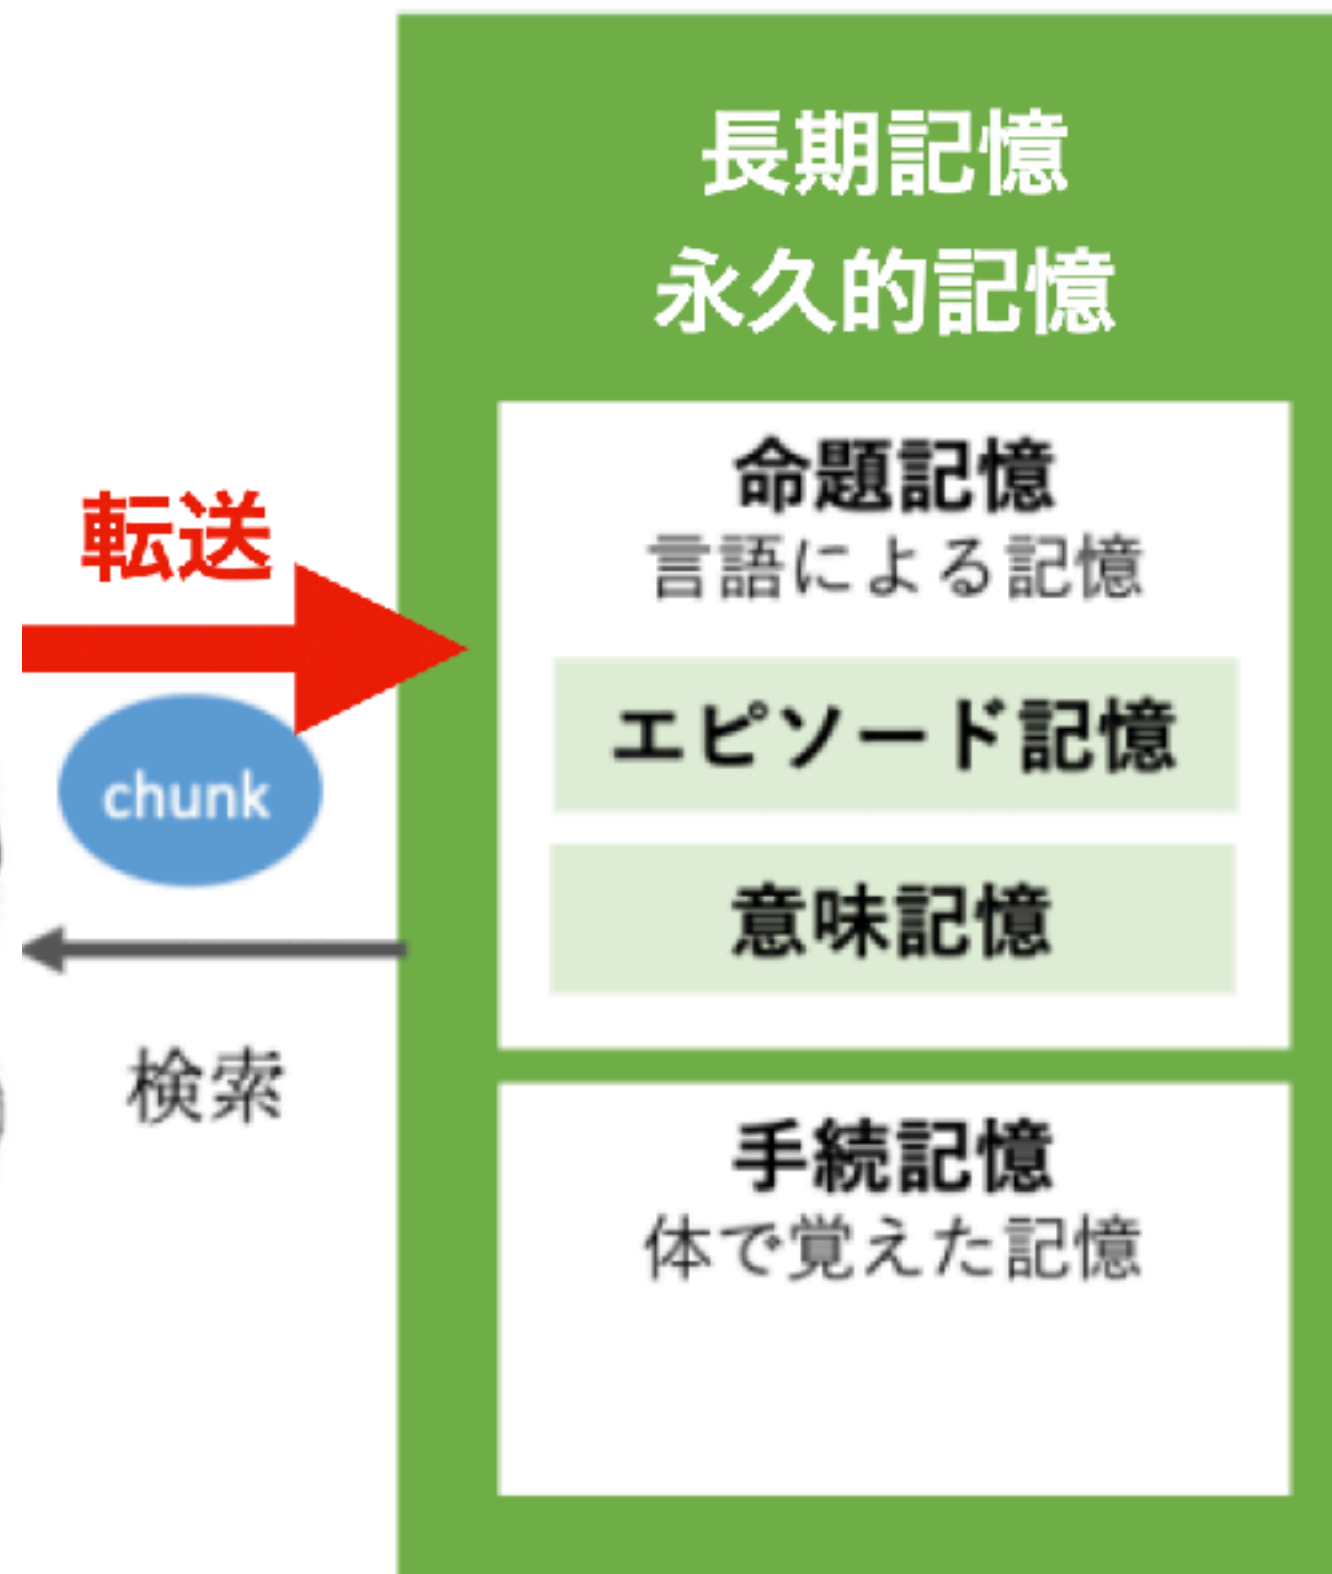 長期記憶
永久的記憶
転送
chunk
検索
命題記憶
言語による記憶
エピソード記憶
意味記憶
手続記憶
体で覚えた記憶